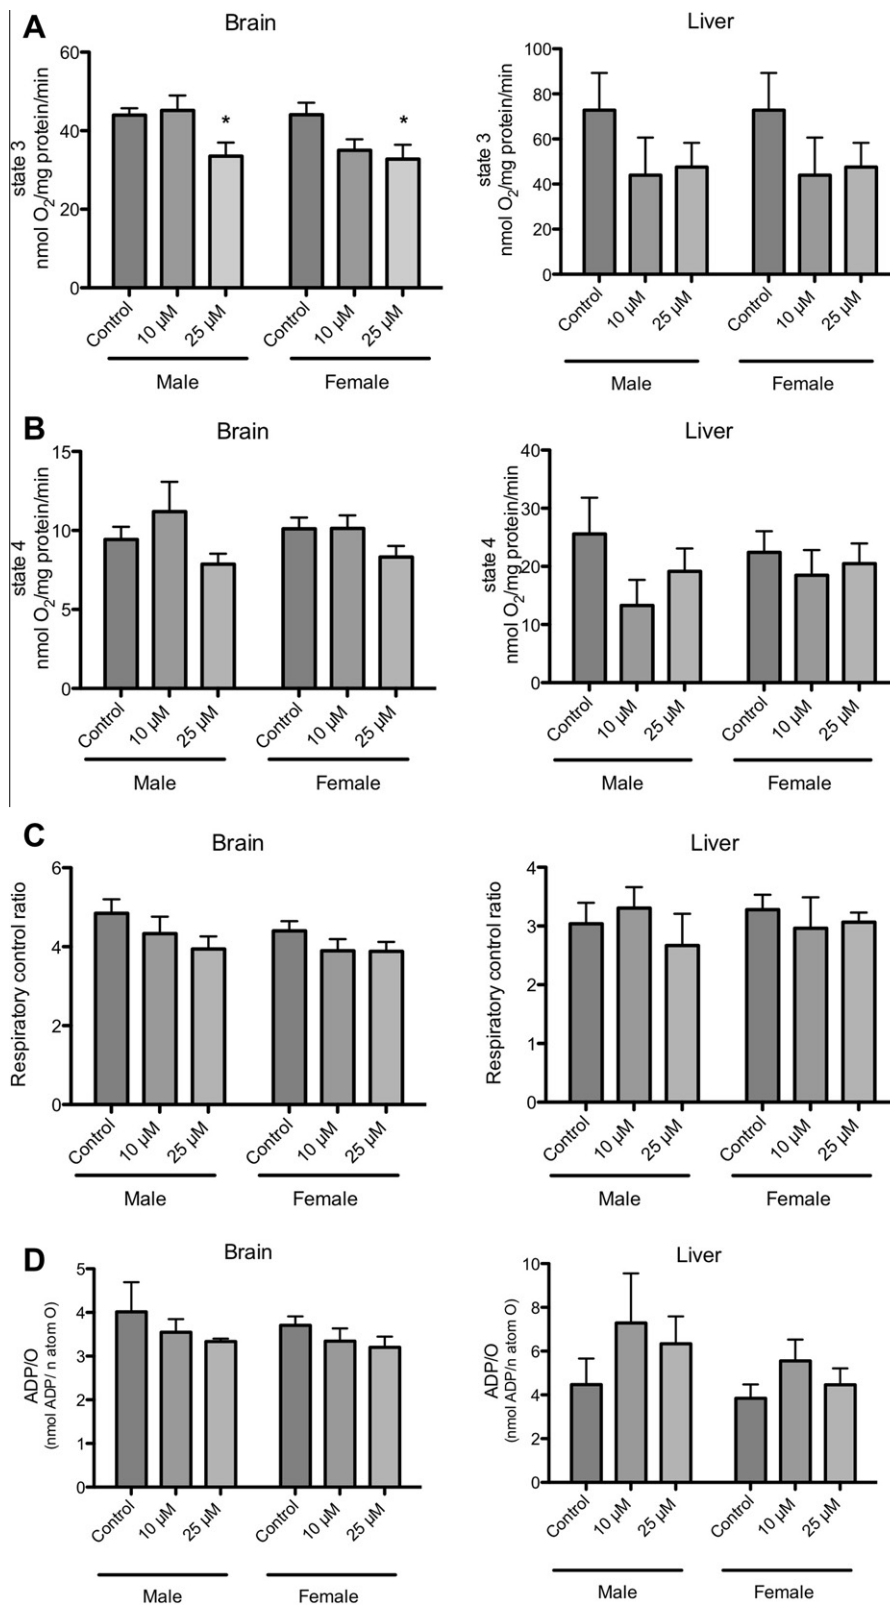 A
Brain
state 3
nmol O2/mg protein/min
60
40
20
0
*
*
Control
10 µM
25 µM
Control
10 µM
25 µM
Male
Female
Liver
state 3
nmol O2/mg protein/min
100
80
60
40
20
0
Control
10 µM
25 µM
Control
10 µM
25 µM
Male
Female
B
Brain
state 4
nmol O2/mg protein/min
15
10
5
0
Control
10 µM
25 µM
Control
10 µM
25 µM
Male
Female
Liver
state 4
nmol O2/mg protein/min
40
30
20
10
0
Control
10 µM
25 µM
Control
10 µM
25 µM
Male
Female
C
Brain
Respiratory control ratio
6
4
2
0
Control
10 µM
25 µM
Control
10 µM
25 µM
Male
Female
Liver
Respiratory control ratio
4
3
2
1
0
Control
10 µM
25 µM
Control
10 µM
25 µM
Male
Female
D
Brain
ADP/O
(nmol ADP/ n atom O)
5
4
3
2
1
0
Control
10 µM
25 µM
Control
10 µM
25 µM
Male
Female
Liver
ADP/O
(nmol ADP/n atom O)
10
8
6
4
2
0
Control
10 µM
25 µM
Control
10 µM
25 µM
Male
Female